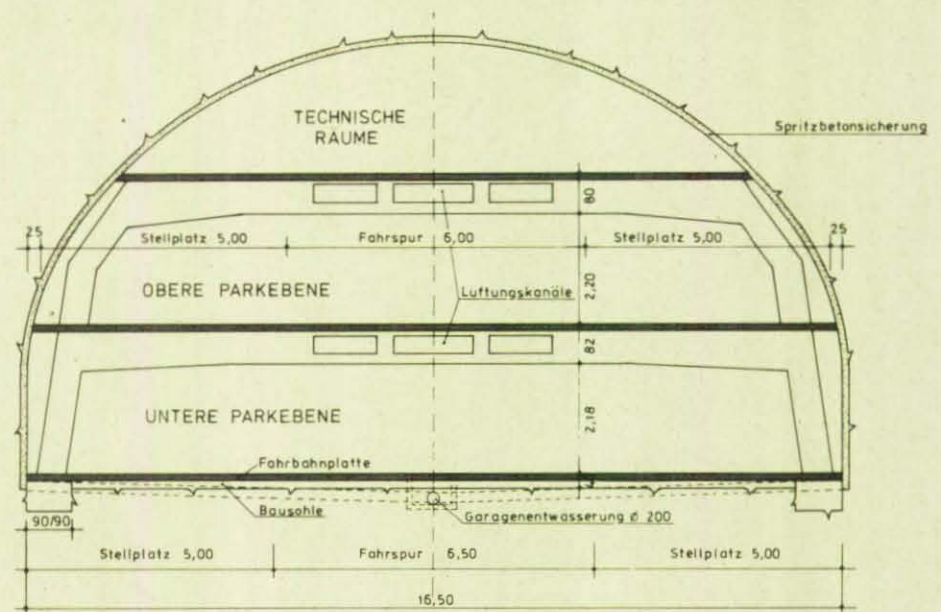 TECHNISCHE
RÄUME
Spritzbetonsicherung
80
25
Stellplatz 5,00
Fahrspur 6,00
Stellplatz 5,00
25
OBERE PARKEBENE
Luftungskanäle
2,20
82
UNTERE PARKEBENE
2,18
Fahrbahnplatte
Bausohle
Garagenentwässerung Ø 200
90/90
Stellplatz 5,00
Fahrspur 6,50
Stellplatz 5,00
16,50